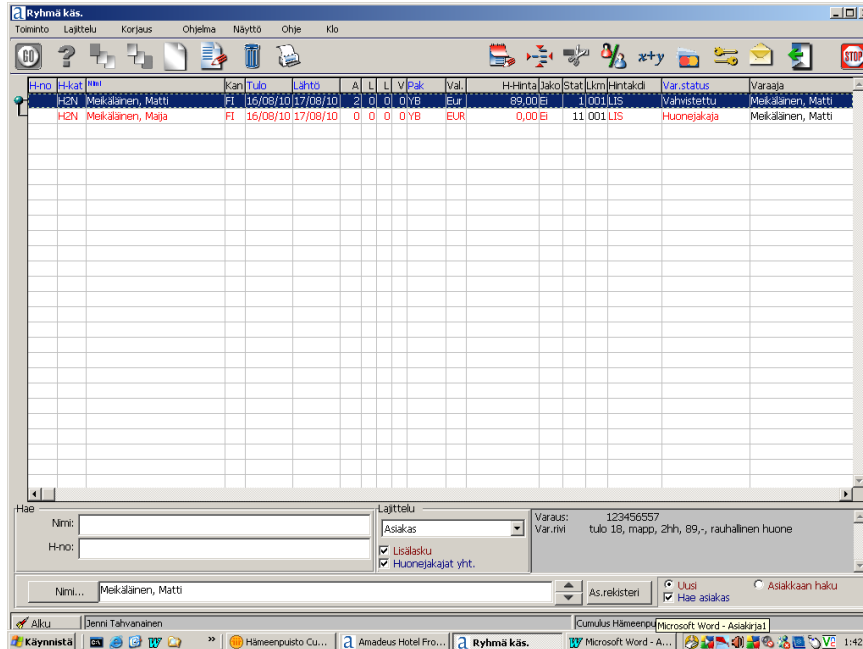 Ryhmä käs.
Toiminto Lajittelu Korjaus Ohjelma Näyttö Ohje Klo
GO ? x+y STOP
H-no H-kat Nimi Kan Tulo Lähtö A L L V Pak Val. H-Hinta Jako Stat Lkm Hintakdi Var.status Varaaja
H2N Meikäläinen, Matti FI 16/08/10 17/08/10 2 0 0 0 YB Eur 89,00 Ei 1 001 LIS Vahvistettu Meikäläinen, Matti
H2N Meikäläinen, Maija FI 16/08/10 17/08/10 0 0 0 0 YB EUR 0,00 Ei 11 001 LIS Huonejakaja Meikäläinen, Matti
Hae
Nimi:
H-no:
Lajittelu
Asiakas
Lisälasku
Huonejakajat yht.
Varaus: 123456557
Var.rivi tulo 18, mapp, 2hh, 89,-, rauhallinen huone
Nimi... Meikäläinen, Matti As.rekisteri Uusi Asiakkaan haku
Hae asiakas
Alku Jenni Tahvanainen Cumulus Hämeenpu
Microsoft Word - Asiakirja1
Käynnistä » Hämeenpuisto Cu... Amadeus Hotel Fro... Ryhmä käs. Microsoft Word - A... 1:42